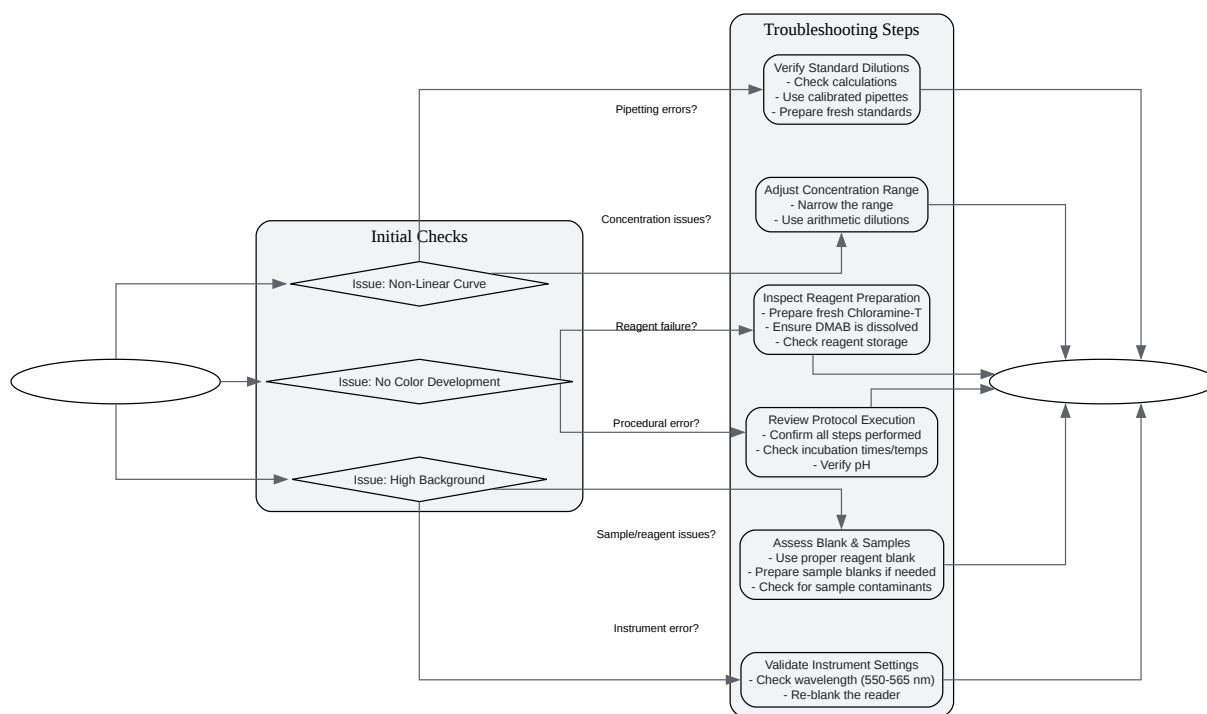 Troubleshooting Steps
Verify Standard Dilutions
- Check calculations
- Use calibrated pipettes
- Prepare fresh standards
Pipetting errors?
Adjust Concentration Range
- Narrow the range
- Use arithmetic dilutions
Concentration issues?
Initial Checks
Issue: Non-Linear Curve
Inspect Reagent Preparation
- Prepare fresh Chloramine-T
- Ensure DMAB is dissolved
- Check reagent storage
Reagent failure?
Issue: No Color Development
Procedural error?
Review Protocol Execution
- Confirm all steps performed
- Check incubation times/temps
- Verify pH
Issue: High Background
Sample/reagent issues?
Assess Blank & Samples
- Use proper reagent blank
- Prepare sample blanks if needed
- Check for sample contaminants
Instrument error?
Validate Instrument Settings
- Check wavelength (550-565 nm)
- Re-blank the reader